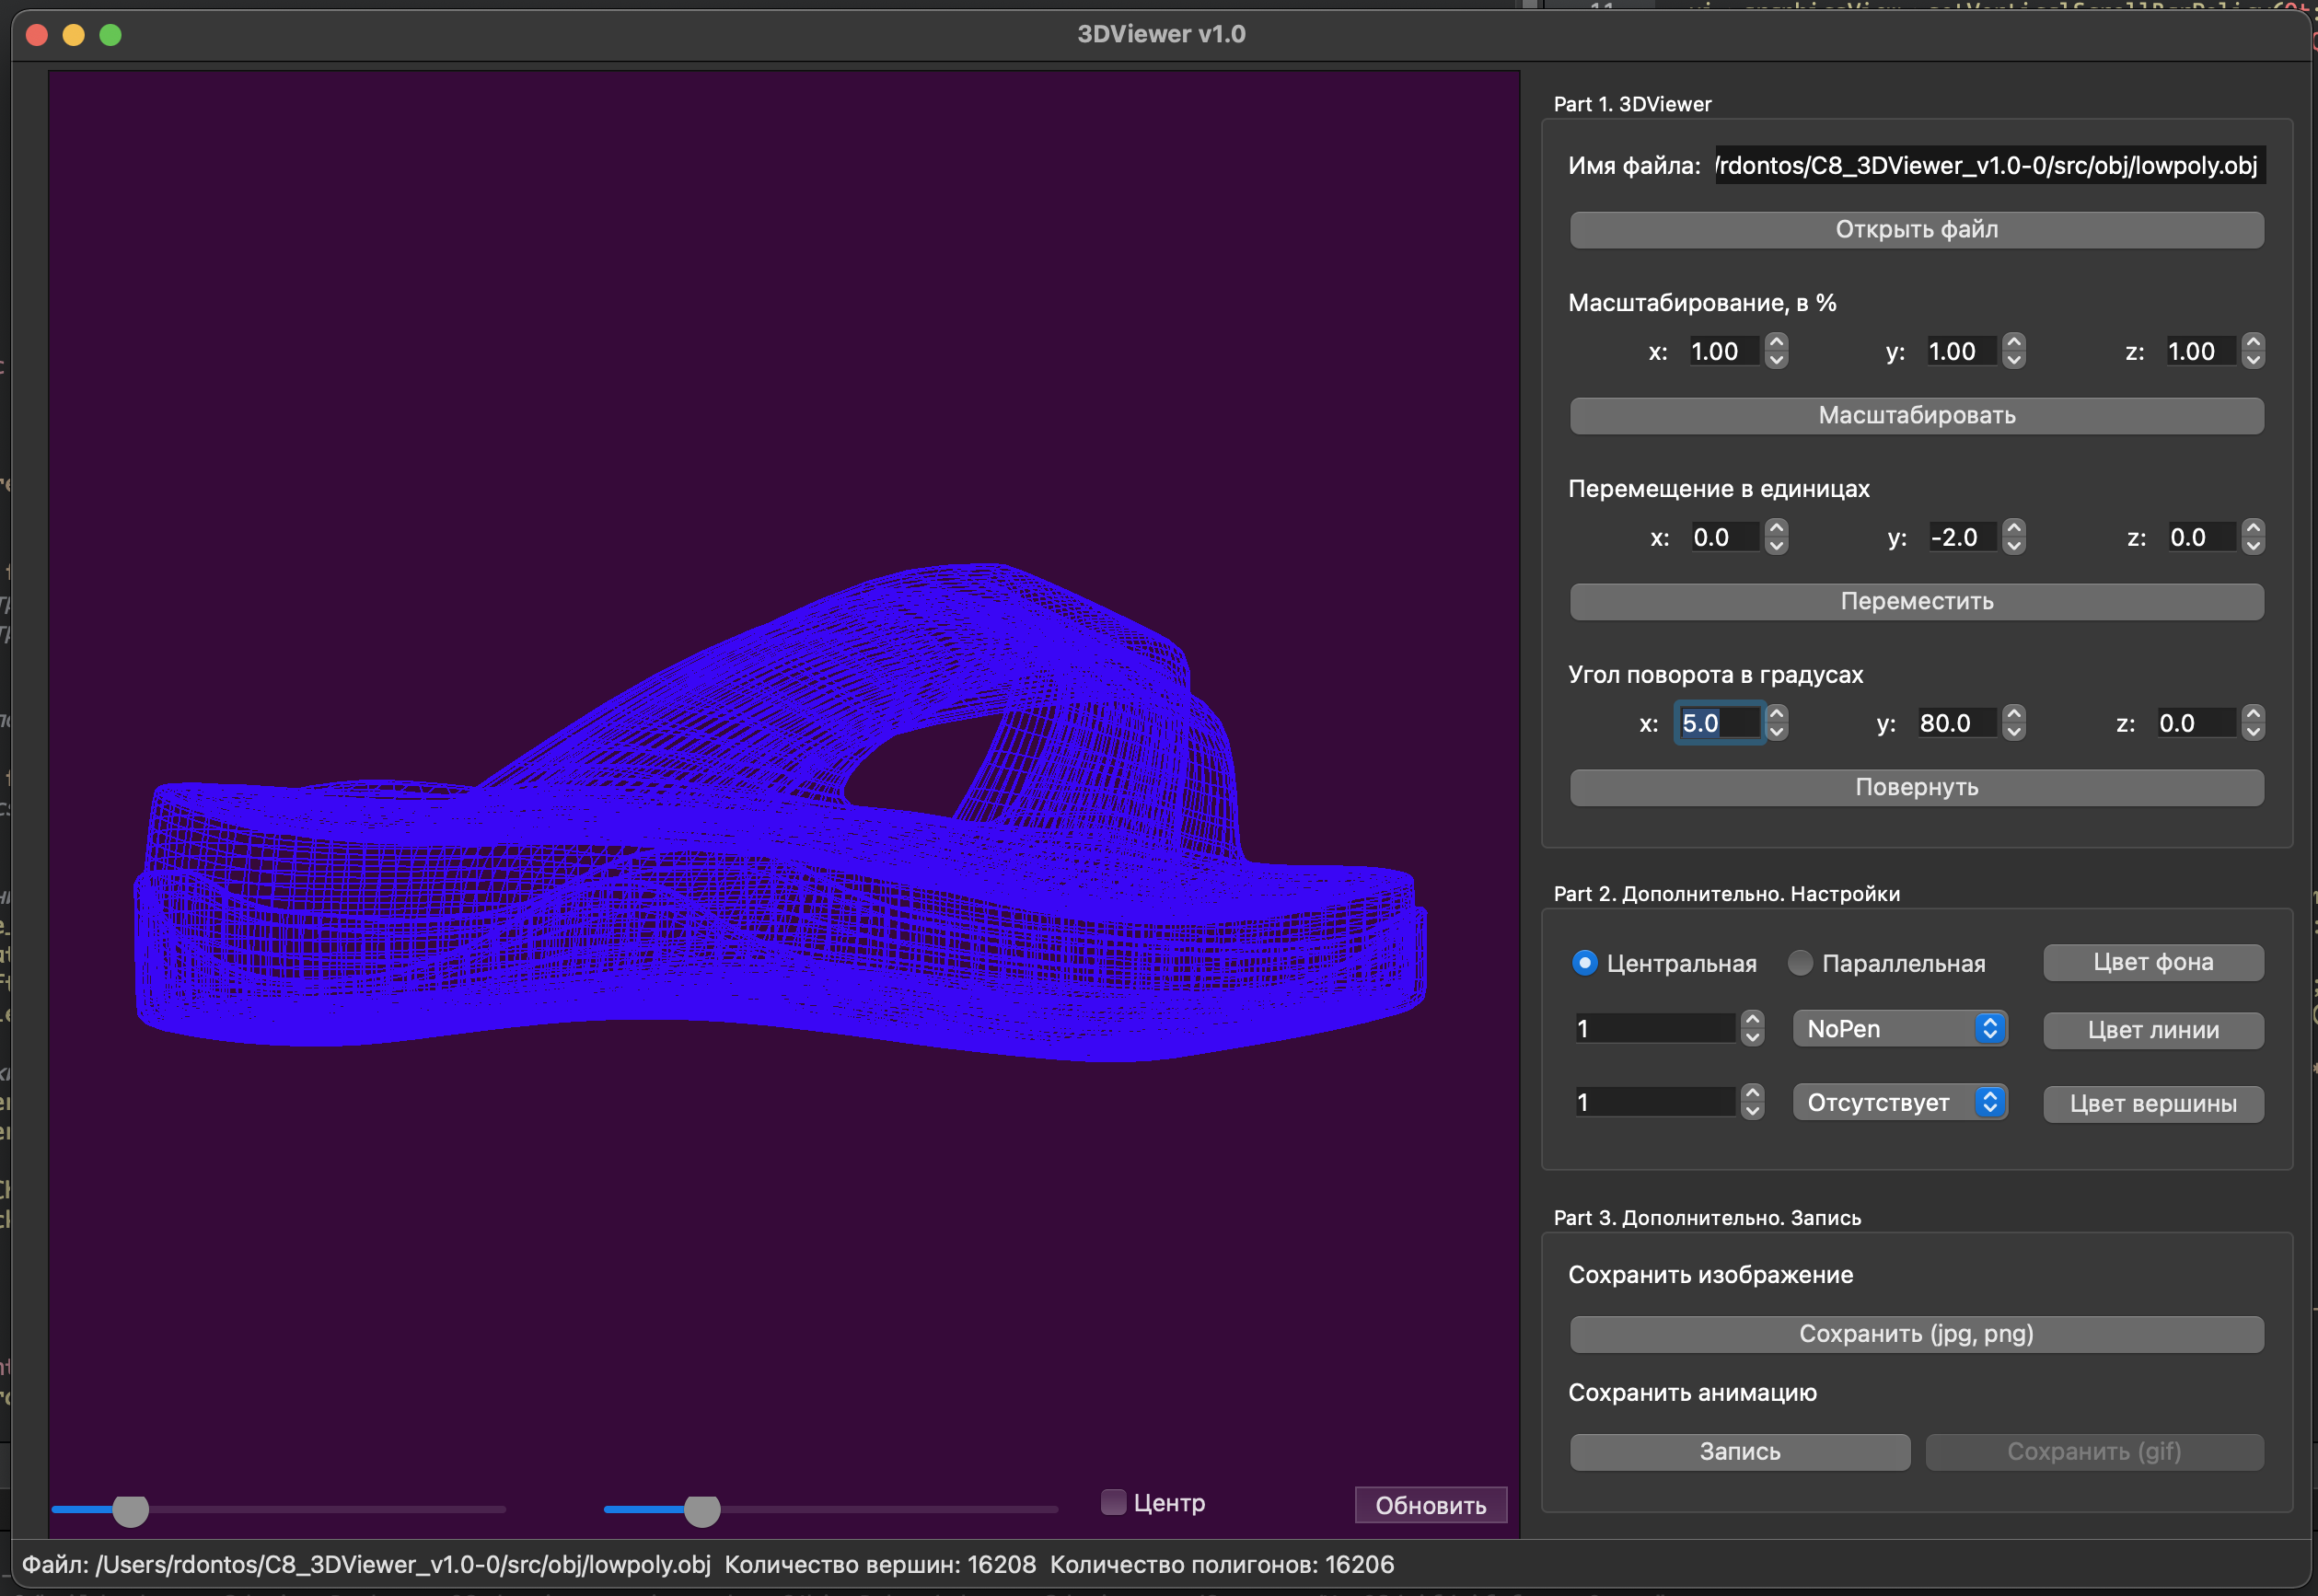 3DViewer v1.0
Part 1. 3DViewer
Имя файла: /rdontos/C8_3DViewer_v1.0-0/src/obj/lowpoly.obj
Открыть файл
Масштабирование, в %
x: 1.00 y: 1.00 z: 1.00
Масштабировать
Перемещение в единицах
x: 0.0 y: -2.0 z: 0.0
Переместить
Угол поворота в градусах
x: 5.0 y: 80.0 z: 0.0
Повернуть
Part 2. Дополнительно. Настройки
Центральная Параллельная Цвет фона
1 NoPen Цвет линии
1 Отсутствует Цвет вершины
Part 3. Дополнительно. Запись
Сохранить изображение
Сохранить (jpg, png)
Сохранить анимацию
Запись Сохранить (gif)
Центр Обновить
Файл: /Users/rdontos/C8_3DViewer_v1.0-0/src/obj/lowpoly.obj Количество вершин: 16208 Количество полигонов: 16206